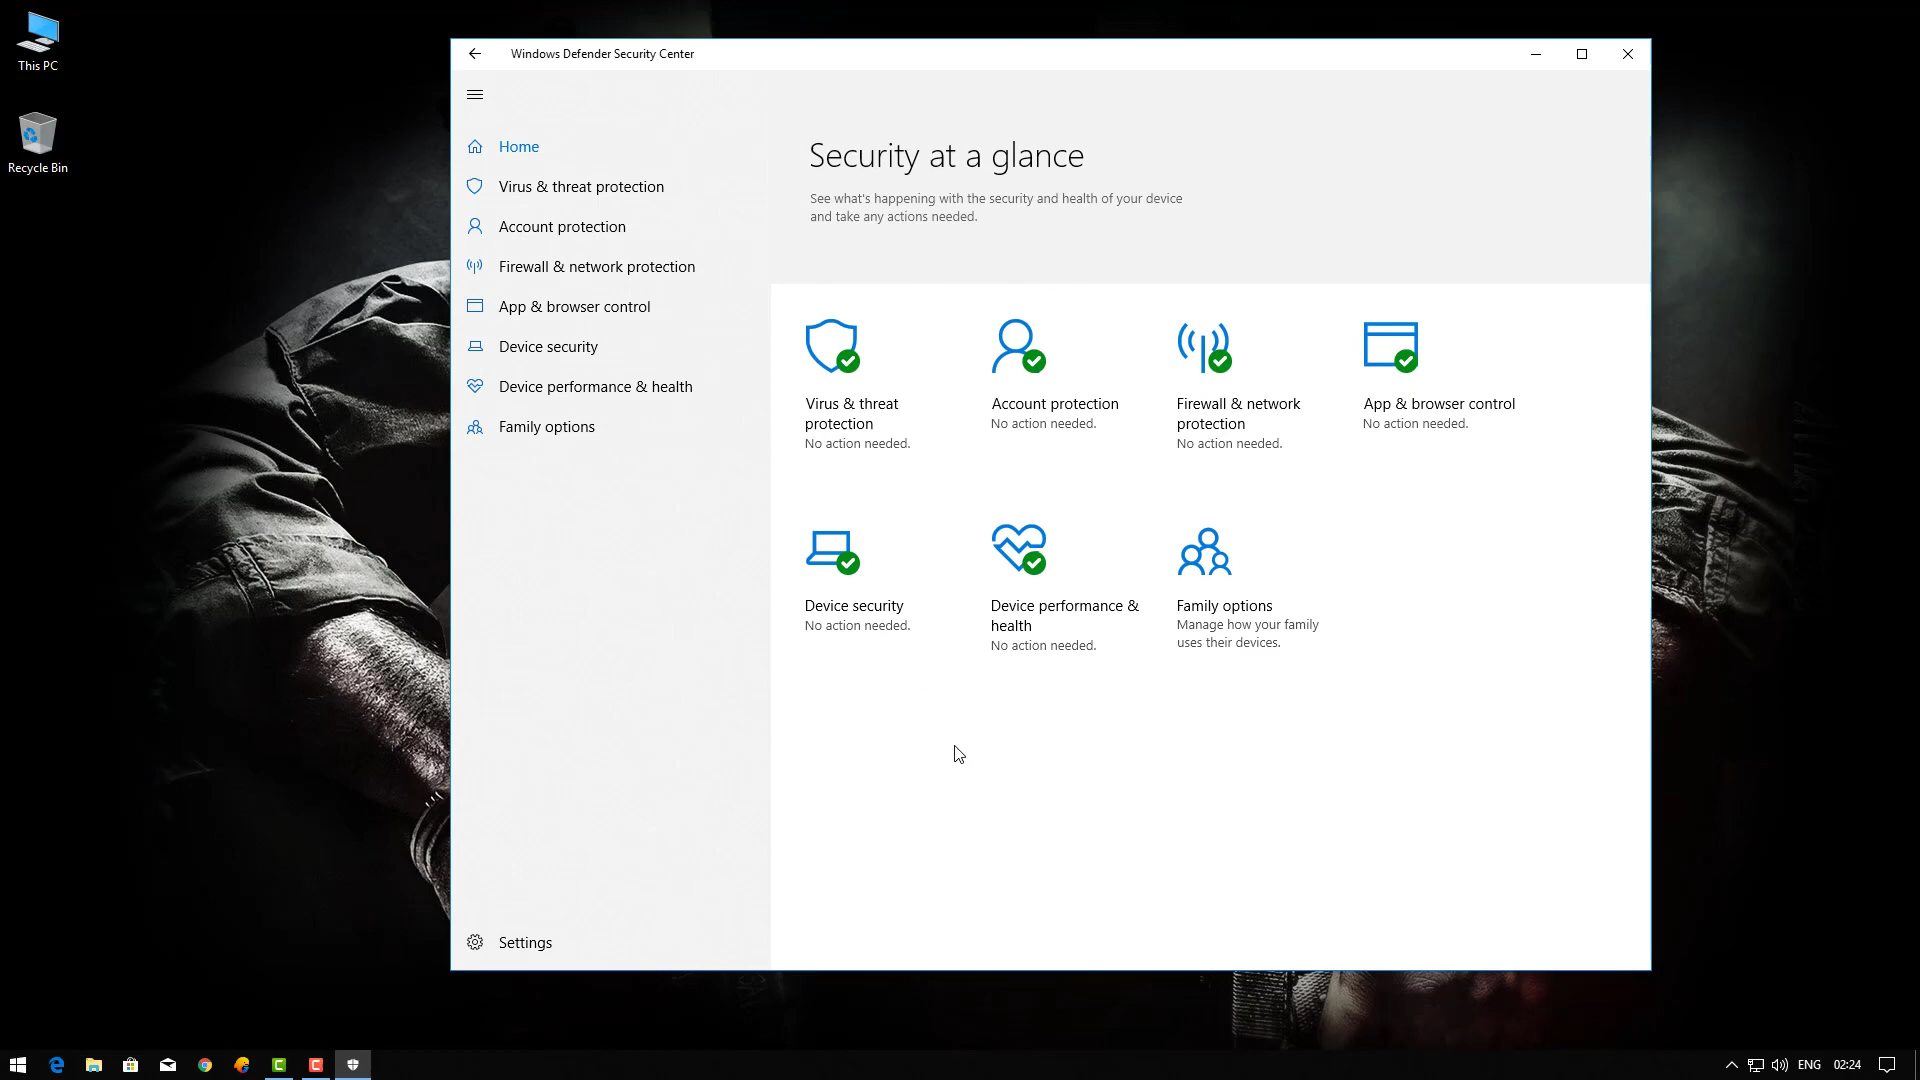 This PC
Recycle Bin
Windows Defender Security Center
Home
Virus & threat protection
Account protection
Firewall & network protection
App & browser control
Device security
Device performance & health
Family options
Settings
Security at a glance
See what's happening with the security and health of your device
and take any actions needed.
Virus & threat
protection
No action needed.
Account protection
No action needed.
Firewall & network
protection
No action needed.
App & browser control
No action needed.
Device security
No action needed.
Device performance &
health
No action needed.
Family options
Manage how your family
uses their devices.
ENG
02:24